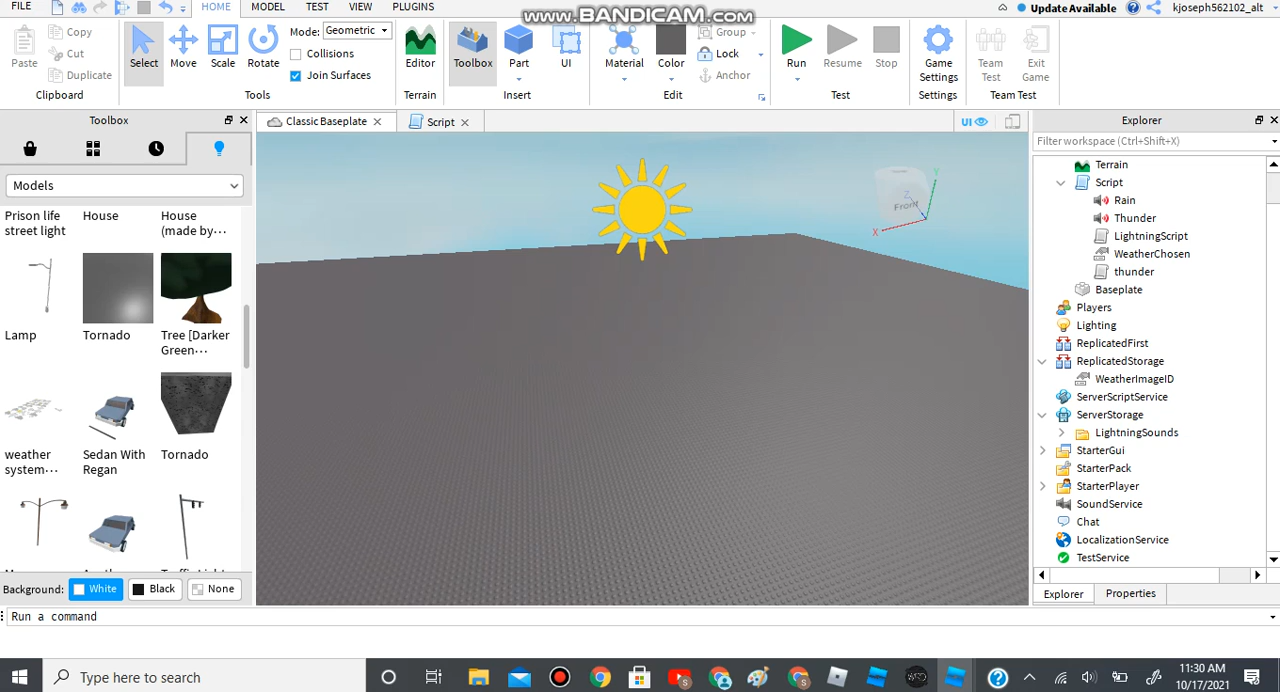 FILE HOME MODEL TEST VIEW PLUGINS www.BANDICAM.com Update Available kjoseph562102_alt
Paste Copy Cut Duplicate Clipboard
Select Move Scale Rotate Mode: Geometric Collisions Join Surfaces Tools
Editor Terrain
Toolbox Part UI Insert
Material Color Group Lock Anchor Edit
Run Resume Stop Test
Game Settings Settings
Team Test Exit Game Team Test
Toolbox
Models
Prison life street light
House
House (made by···
Lamp
Tornado
Tree [Darker Green···
weather system···
Sedan With Regan
Tornado
Background: White Black None
Classic Baseplate Script UI
Front
X Y Z
Explorer
Filter workspace (Ctrl+Shift+X)
Terrain
Script
Rain
Thunder
LightningScript
WeatherChosen
thunder
Baseplate
Players
Lighting
ReplicatedFirst
ReplicatedStorage
WeatherImageID
ServerScriptService
ServerStorage
LightningSounds
StarterGui
StarterPack
StarterPlayer
SoundService
Chat
LocalizationService
TestService
Explorer Properties
Run a command
Type here to search
11:30 AM
10/17/2021